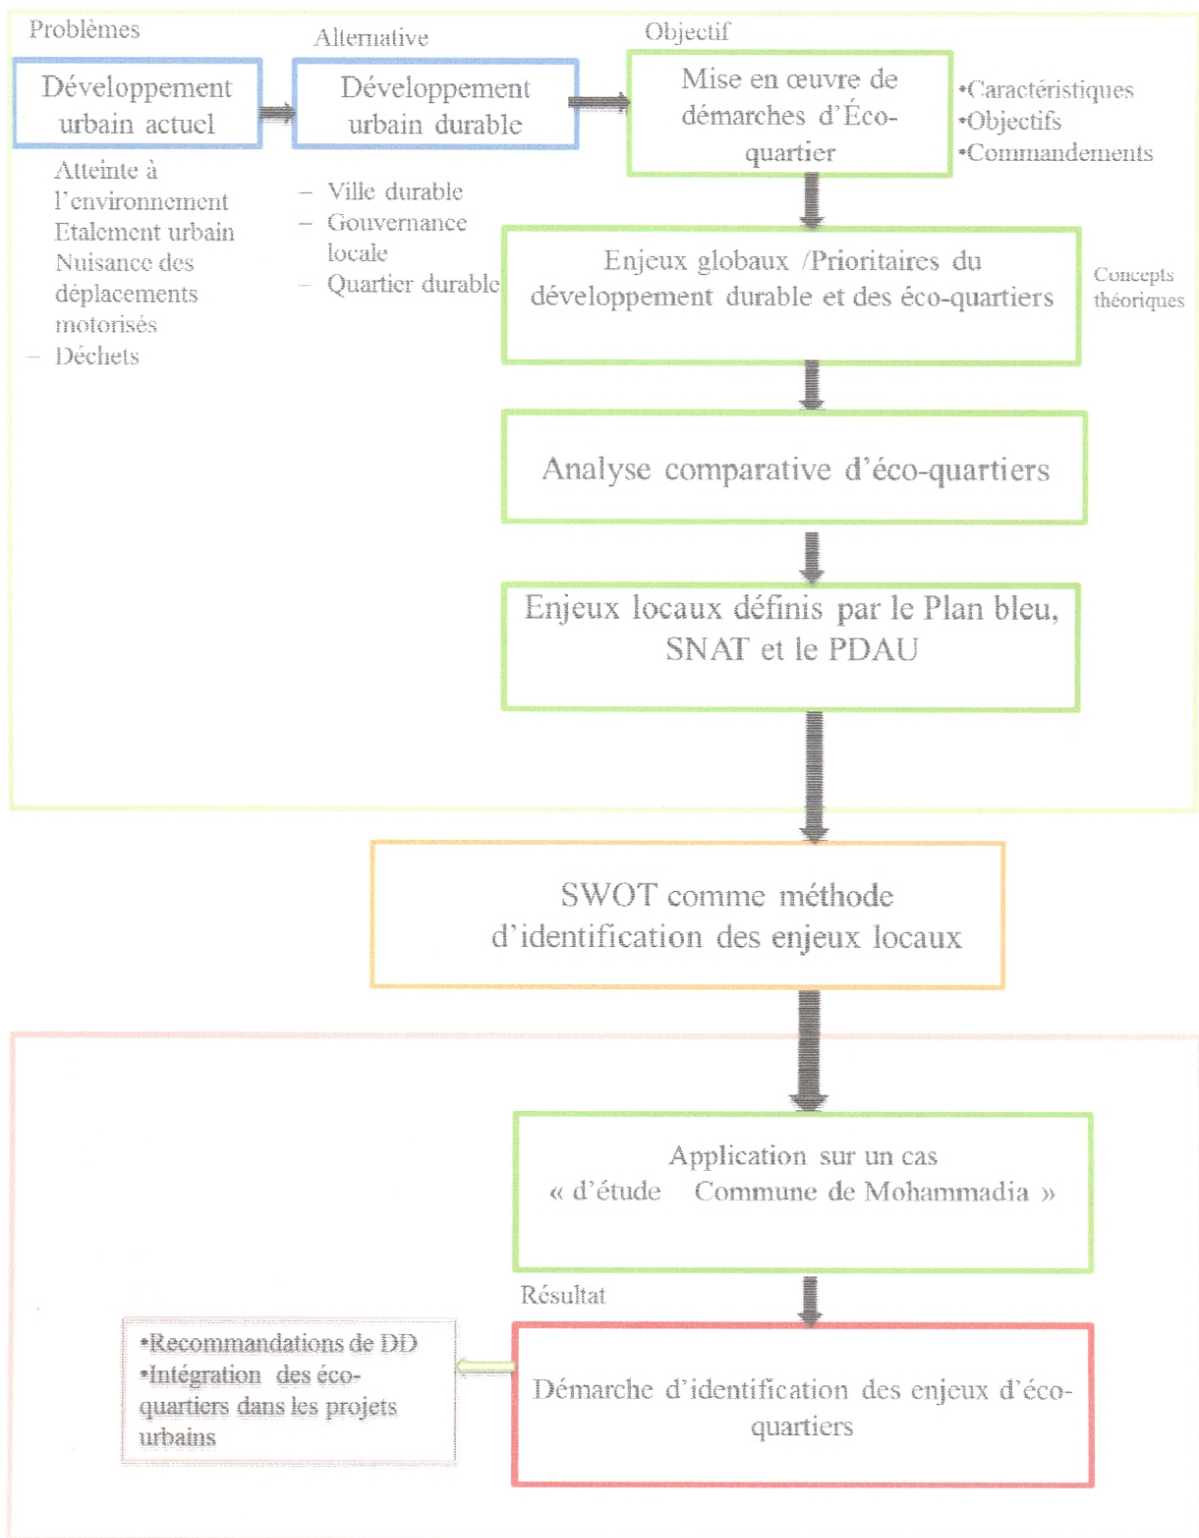 Problèmes
Développement
urbain actuel
Atteinte à
l'environnement
Etalement urbain
Nuisance des
déplacements
motorisés
– Déchets
Alternative
Développement
urbain durable
– Ville durable
– Gouvernance
locale
– Quartier durable
Objectif
Mise en œuvre de
démarches d'Éco-
quartier
•Caractéristiques
•Objectifs
•Commandements
Enjeux globaux /Prioritaires du
développement durable et des éco-quartiers
Concepts
théoriques
Analyse comparative d'éco-quartiers
Enjeux locaux définis par le Plan bleu,
SNAT et le PDAU
SWOT comme méthode
d'identification des enjeux locaux
Application sur un cas
« d'étude Commune de Mohammadia »
Résultat
Démarche d'identification des enjeux d'éco-
quartiers
•Recommandations de DD
•Intégration des éco-
quartiers dans les projets
urbains